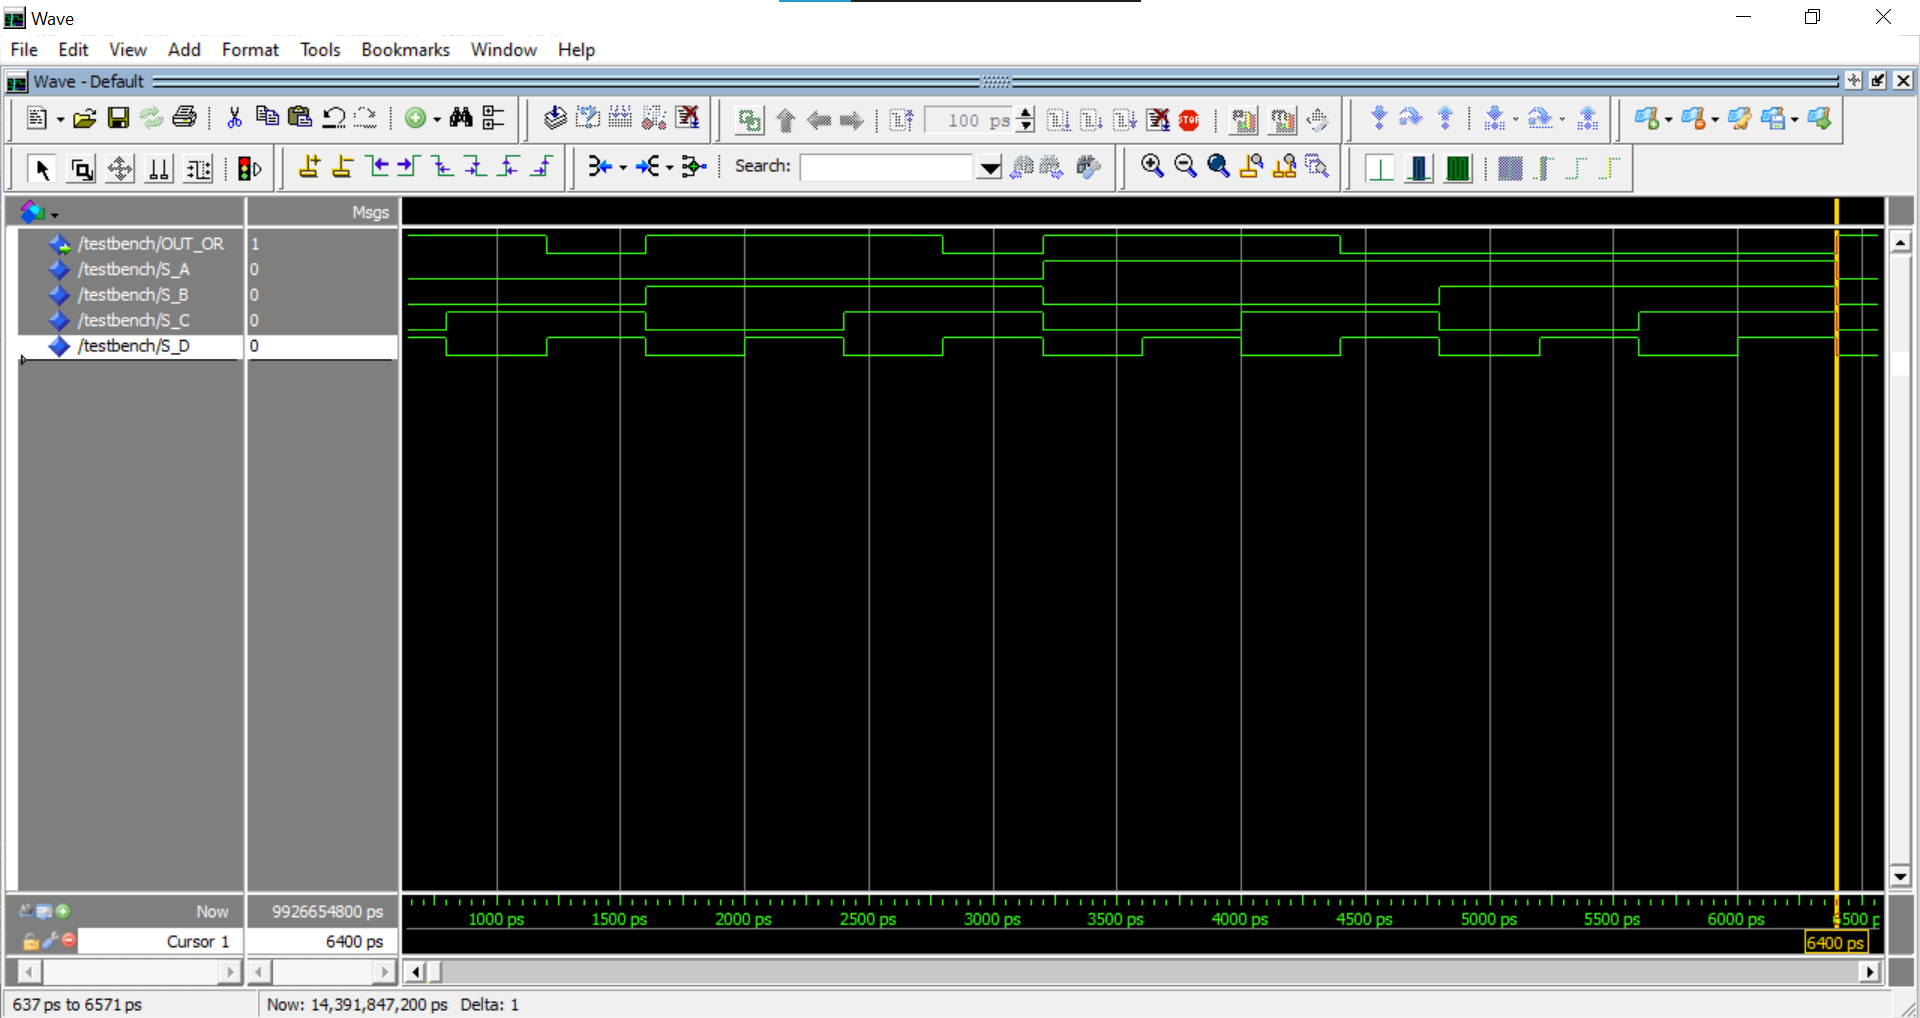 Wave
File Edit View Add Format Tools Bookmarks Window Help
Wave - Default
100 ps
STOP
Search:
Msgs
/testbench/OUT_OR 1
/testbench/S_A 0
/testbench/S_B 0
/testbench/S_C 0
/testbench/S_D 0
Now 9926654800 ps
1000 ps 1500 ps 2000 ps 2500 ps 3000 ps 3500 ps 4000 ps 4500 ps 5000 ps 5500 ps 6000 ps 500 p
Cursor 1 6400 ps
6400 ps
637 ps to 6571 ps Now: 14,391,847,200 ps Delta: 1